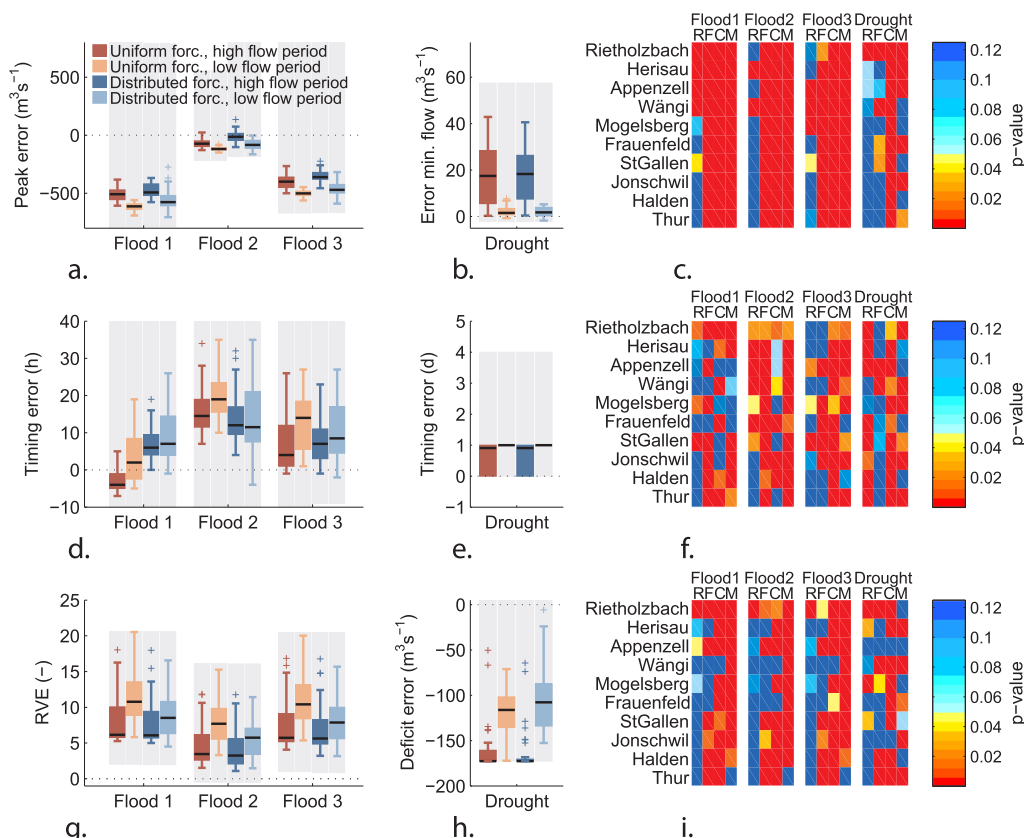 Uniform forc., high flow period
Uniform forc., low flow period
Distributed forc., high flow period
Distributed forc., low flow period
Peak error (m³s⁻¹)
500
0
−500
Flood 1 Flood 2 Flood 3
a.
Error min. flow (m³s⁻¹)
60
40
20
0
Drought
b.
Flood1 Flood2 Flood3 Drought
RFCM RFCM RFCM RFCM
Rietholzbach
Herisau
Appenzell
Wängi
Mogelsberg
Frauenfeld
StGallen
Jonschwil
Halden
Thur
c.
0.12
0.10
0.08
0.06
0.04
0.02
p−value
Timing error (h)
40
30
20
10
0
−10
Flood 1 Flood 2 Flood 3
d.
Timing error (d)
5
4
3
2
1
0
−1
Drought
e.
Flood1 Flood2 Flood3 Drought
RFCM RFCM RFCM RFCM
Rietholzbach
Herisau
Appenzell
Wängi
Mogelsberg
Frauenfeld
StGallen
Jonschwil
Halden
Thur
f.
0.12
0.10
0.08
0.06
0.04
0.02
p−value
RVE (−)
25
20
15
10
5
0
Flood 1 Flood 2 Flood 3
g.
Deficit error (m³s⁻¹)
0
−50
−100
−150
−200
Drought
h.
Flood1 Flood2 Flood3 Drought
RFCM RFCM RFCM RFCM
Rietholzbach
Herisau
Appenzell
Wängi
Mogelsberg
Frauenfeld
StGallen
Jonschwil
Halden
Thur
i.
0.12
0.10
0.08
0.06
0.04
0.02
p−value